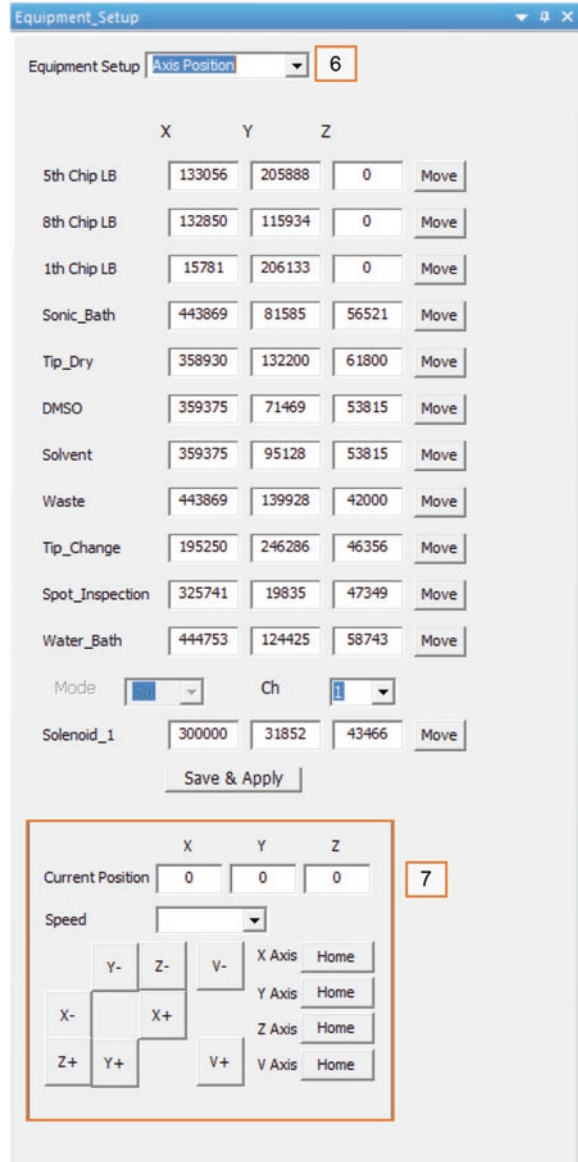 Equipment_Setup
Equipment Setup Axis Position 6
X Y Z
5th Chip LB 133056 205888 0 Move
8th Chip LB 132850 115934 0 Move
1th Chip LB 15781 206133 0 Move
Sonic_Bath 443869 81585 56521 Move
Tip_Dry 358930 132200 61800 Move
DMSO 359375 71469 53815 Move
Solvent 359375 95128 53815 Move
Waste 443869 139928 42000 Move
Tip_Change 195250 246286 46356 Move
Spot_Inspection 325741 19835 47349 Move
Water_Bath 444753 124425 58743 Move
Mode Sol Ch 1
Solenoid_1 300000 31852 43466 Move
Save & Apply
X Y Z
Current Position 0 0 0 7
Speed
Y- Z- V- X Axis Home
Y Axis Home
X- X+ Z Axis Home
Z+ Y+ V+ V Axis Home